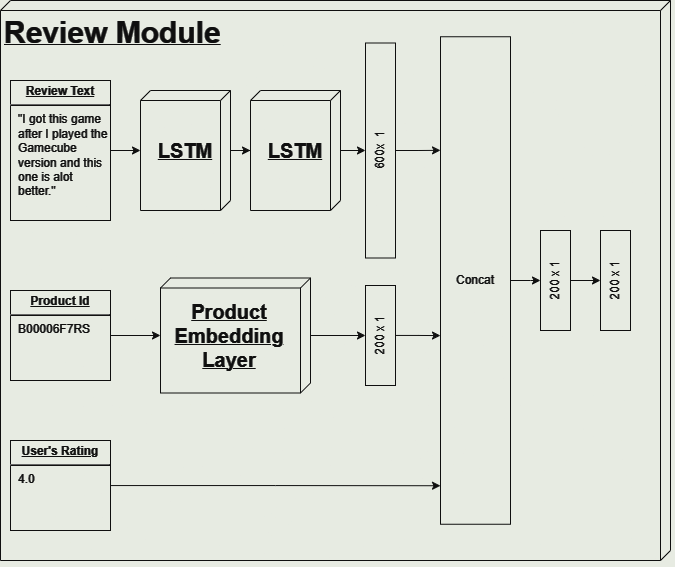 Review Module
Review Text
"I got this game
after I played the
Gamecube
version and this
one is alot
better."
LSTM
LSTM
600x 1
Product Id
B00006F7RS
Product
Embedding
Layer
200 x 1
User's Rating
4.0
Concat
200 x 1
200 x 1